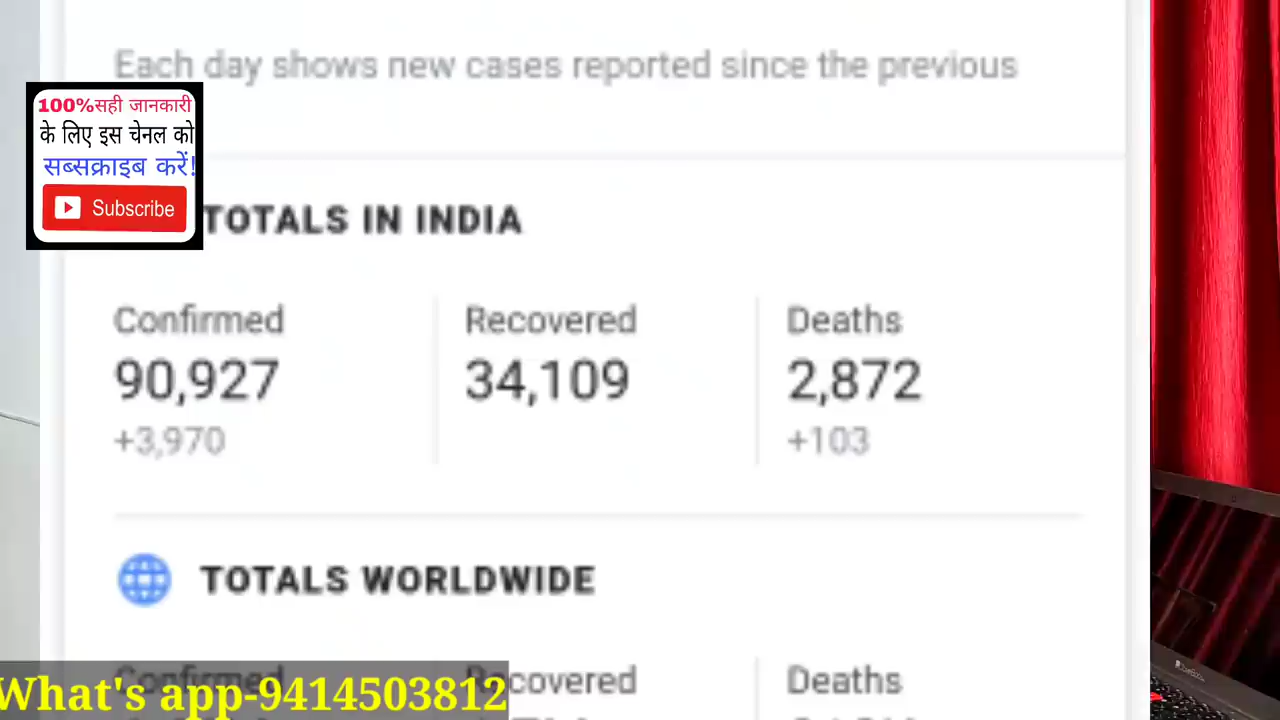 Each day shows new cases reported since the previous
100%सही जानकारी
के लिए इस चेनल को
सब्सक्राइब करें!
Subscribe
TOTALS IN INDIA
Confirmed Recovered Deaths
90,927 34,109 2,872
+3,970 +103
TOTALS WORLDWIDE
Confirmed Recovered Deaths
What's app-9414503812